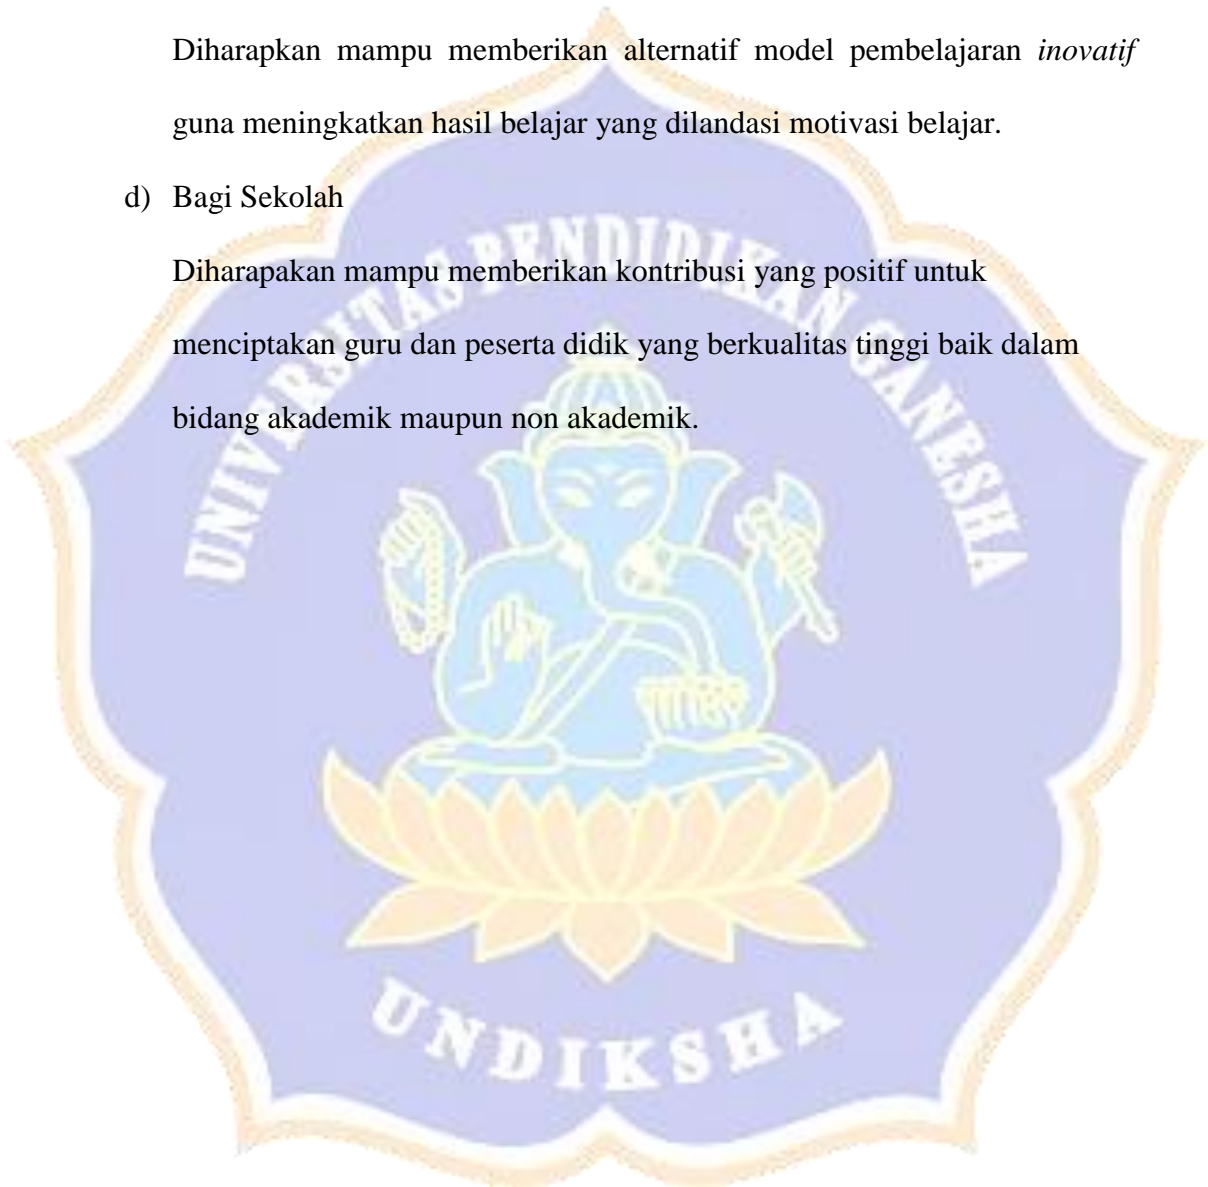 Diharapkan mampu memberikan alternatif model pembelajaran inovatif
guna meningkatkan hasil belajar yang dilandasi motivasi belajar.
d) Bagi Sekolah
Diharapakan mampu memberikan kontribusi yang positif untuk
menciptakan guru dan peserta didik yang berkualitas tinggi baik dalam
bidang akademik maupun non akademik.
UNIVERSITAS PENDIDIKAN GANESHA
UNDIKSHA